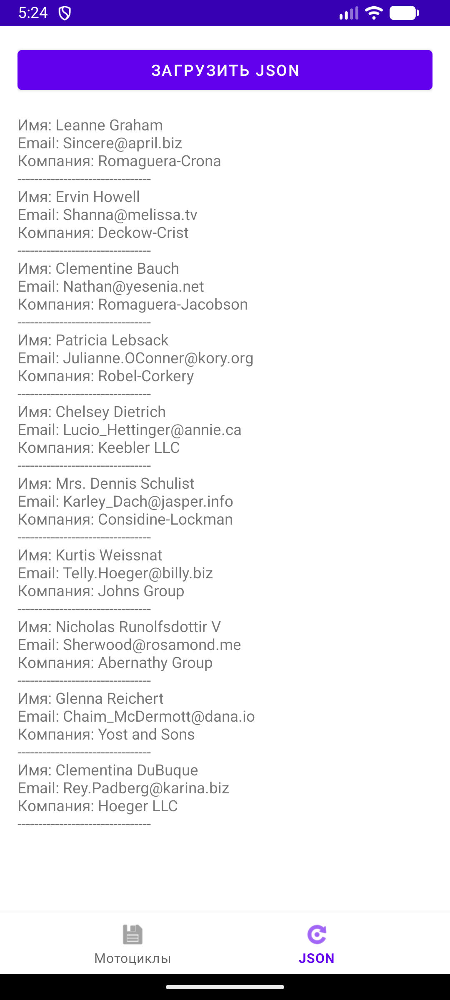 5:24
ЗАГРУЗИТЬ JSON
Имя: Leanne Graham
Email: Sincere@april.biz
Компания: Romaguera-Crona
--------------------------------
Имя: Ervin Howell
Email: Shanna@melissa.tv
Компания: Deckow-Crist
--------------------------------
Имя: Clementine Bauch
Email: Nathan@yesenia.net
Компания: Romaguera-Jacobson
--------------------------------
Имя: Patricia Lebsack
Email: Julianne.OConner@kory.org
Компания: Robel-Corkery
--------------------------------
Имя: Chelsey Dietrich
Email: Lucio_Hettinger@annie.ca
Компания: Keebler LLC
--------------------------------
Имя: Mrs. Dennis Schulist
Email: Karley_Dach@jasper.info
Компания: Considine-Lockman
--------------------------------
Имя: Kurtis Weissnat
Email: Telly.Hoeger@billy.biz
Компания: Johns Group
--------------------------------
Имя: Nicholas Runolfsdottir V
Email: Sherwood@rosamond.me
Компания: Abernathy Group
--------------------------------
Имя: Glenna Reichert
Email: Chaim_McDermott@dana.io
Компания: Yost and Sons
--------------------------------
Имя: Clementina DuBuque
Email: Rey.Padberg@karina.biz
Компания: Hoeger LLC
--------------------------------
Мотоциклы
JSON